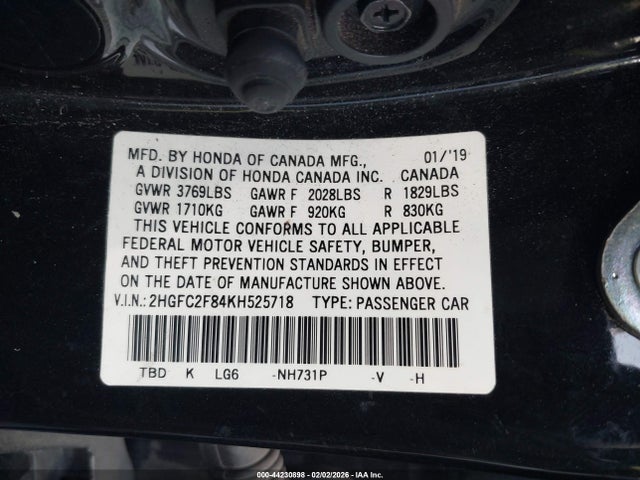 MFD. BY HONDA OF CANADA MFG., 01/'19
A DIVISION OF HONDA CANADA INC. CANADA
GVWR 3769LBS GAWR F 2028LBS R 1829LBS
GVWR 1710KG GAWR F 920KG R 830KG
THIS VEHICLE CONFORMS TO ALL APPLICABLE
FEDERAL MOTOR VEHICLE SAFETY, BUMPER,
AND THEFT PREVENTION STANDARDS IN EFFECT
ON THE DATE OF MANUFACTURE SHOWN ABOVE.
V.I.N.: 2HGFC2F84KH525718 TYPE: PASSENGER CAR
TBD K LG6 -NH731P -V -H
000-44230898 - 02/02/2026 - IAA Inc.